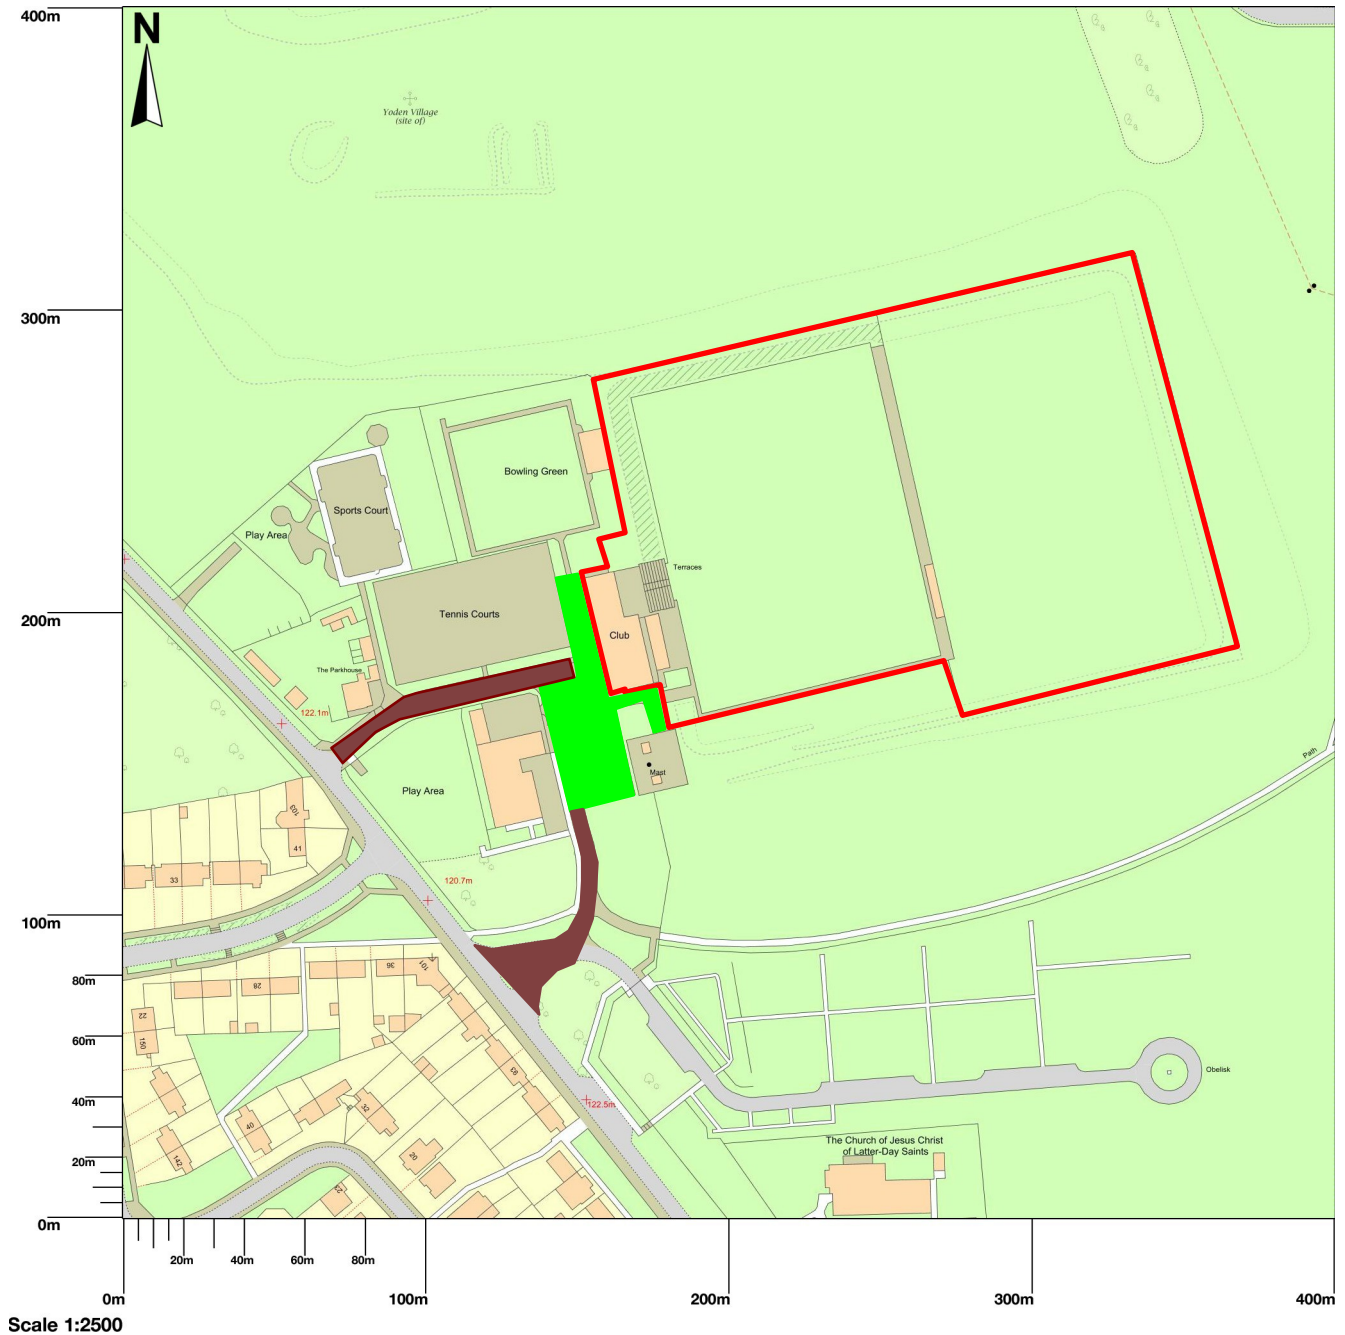 400m
N
Yoden Village
(site of)
300m
Bowling Green
Sports Court
Play Area
Terraces
200m
Tennis Courts
Club
The Parkhouse
122.1m
Path
Mast
Play Area
103
41
33
120.7m
100m
36
101
80m
28
22
150
60m
Obelisk
83
40m
32
122.5m
40
The Church of Jesus Christ
of Latter-Day Saints
20m
142
20
23
0m
20m
40m
60m
80m
0m
100m
200m
300m
400m
Scale 1:2500